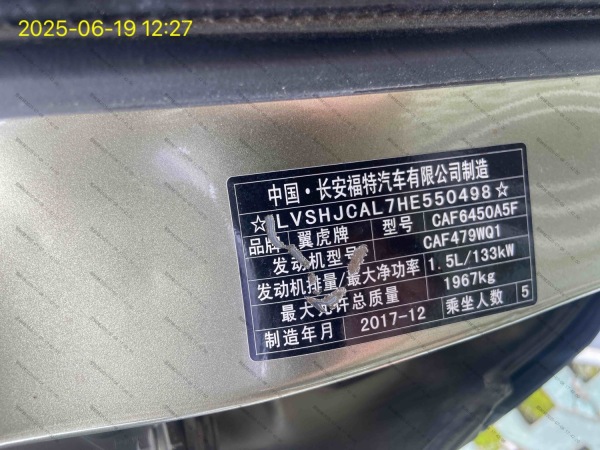 2025-06-19 12:27
中国·长安福特汽车有限公司制造
☆LVSHJCAL7HE550498☆
品牌 翼虎牌 型号 CAF6450A5F
发动机型号 CAF479WQ1
发动机排量/最大净功率 1.5L/133kW
最大允许总质量 1967kg
制造年月 2017-12 乘坐人数 5